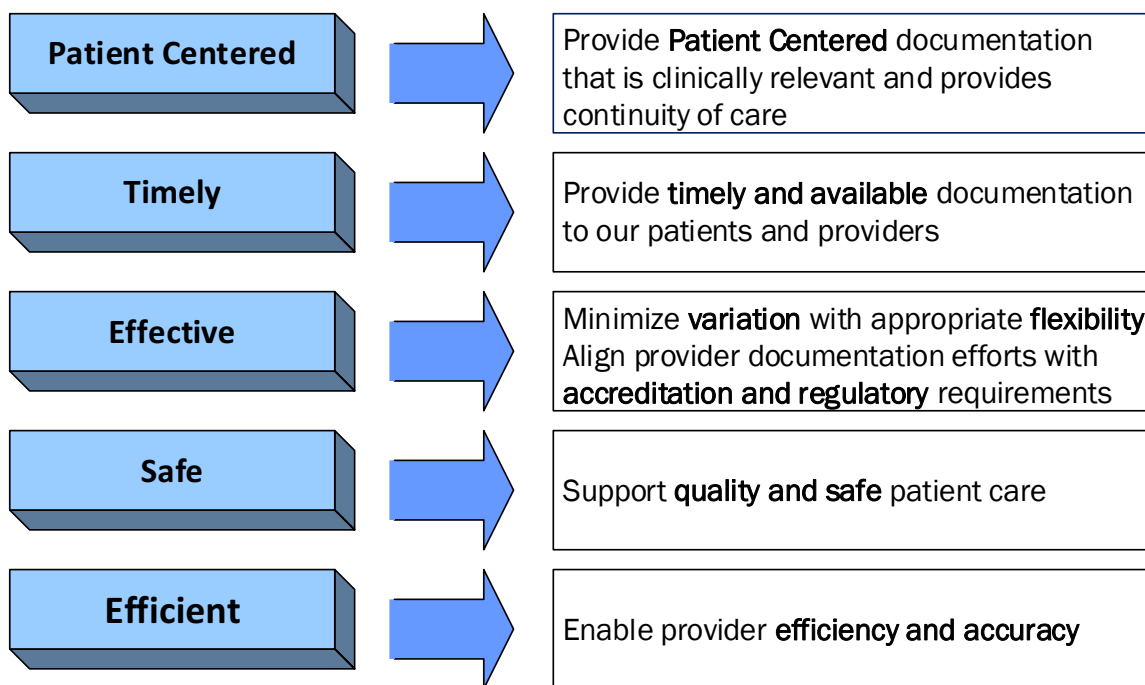 Patient Centered
Provide Patient Centered documentation
that is clinically relevant and provides
continuity of care
Timely
Provide timely and available documentation
to our patients and providers
Effective
Minimize variation with appropriate flexibility
Align provider documentation efforts with
accreditation and regulatory requirements
Safe
Support quality and safe patient care
Efficient
Enable provider efficiency and accuracy